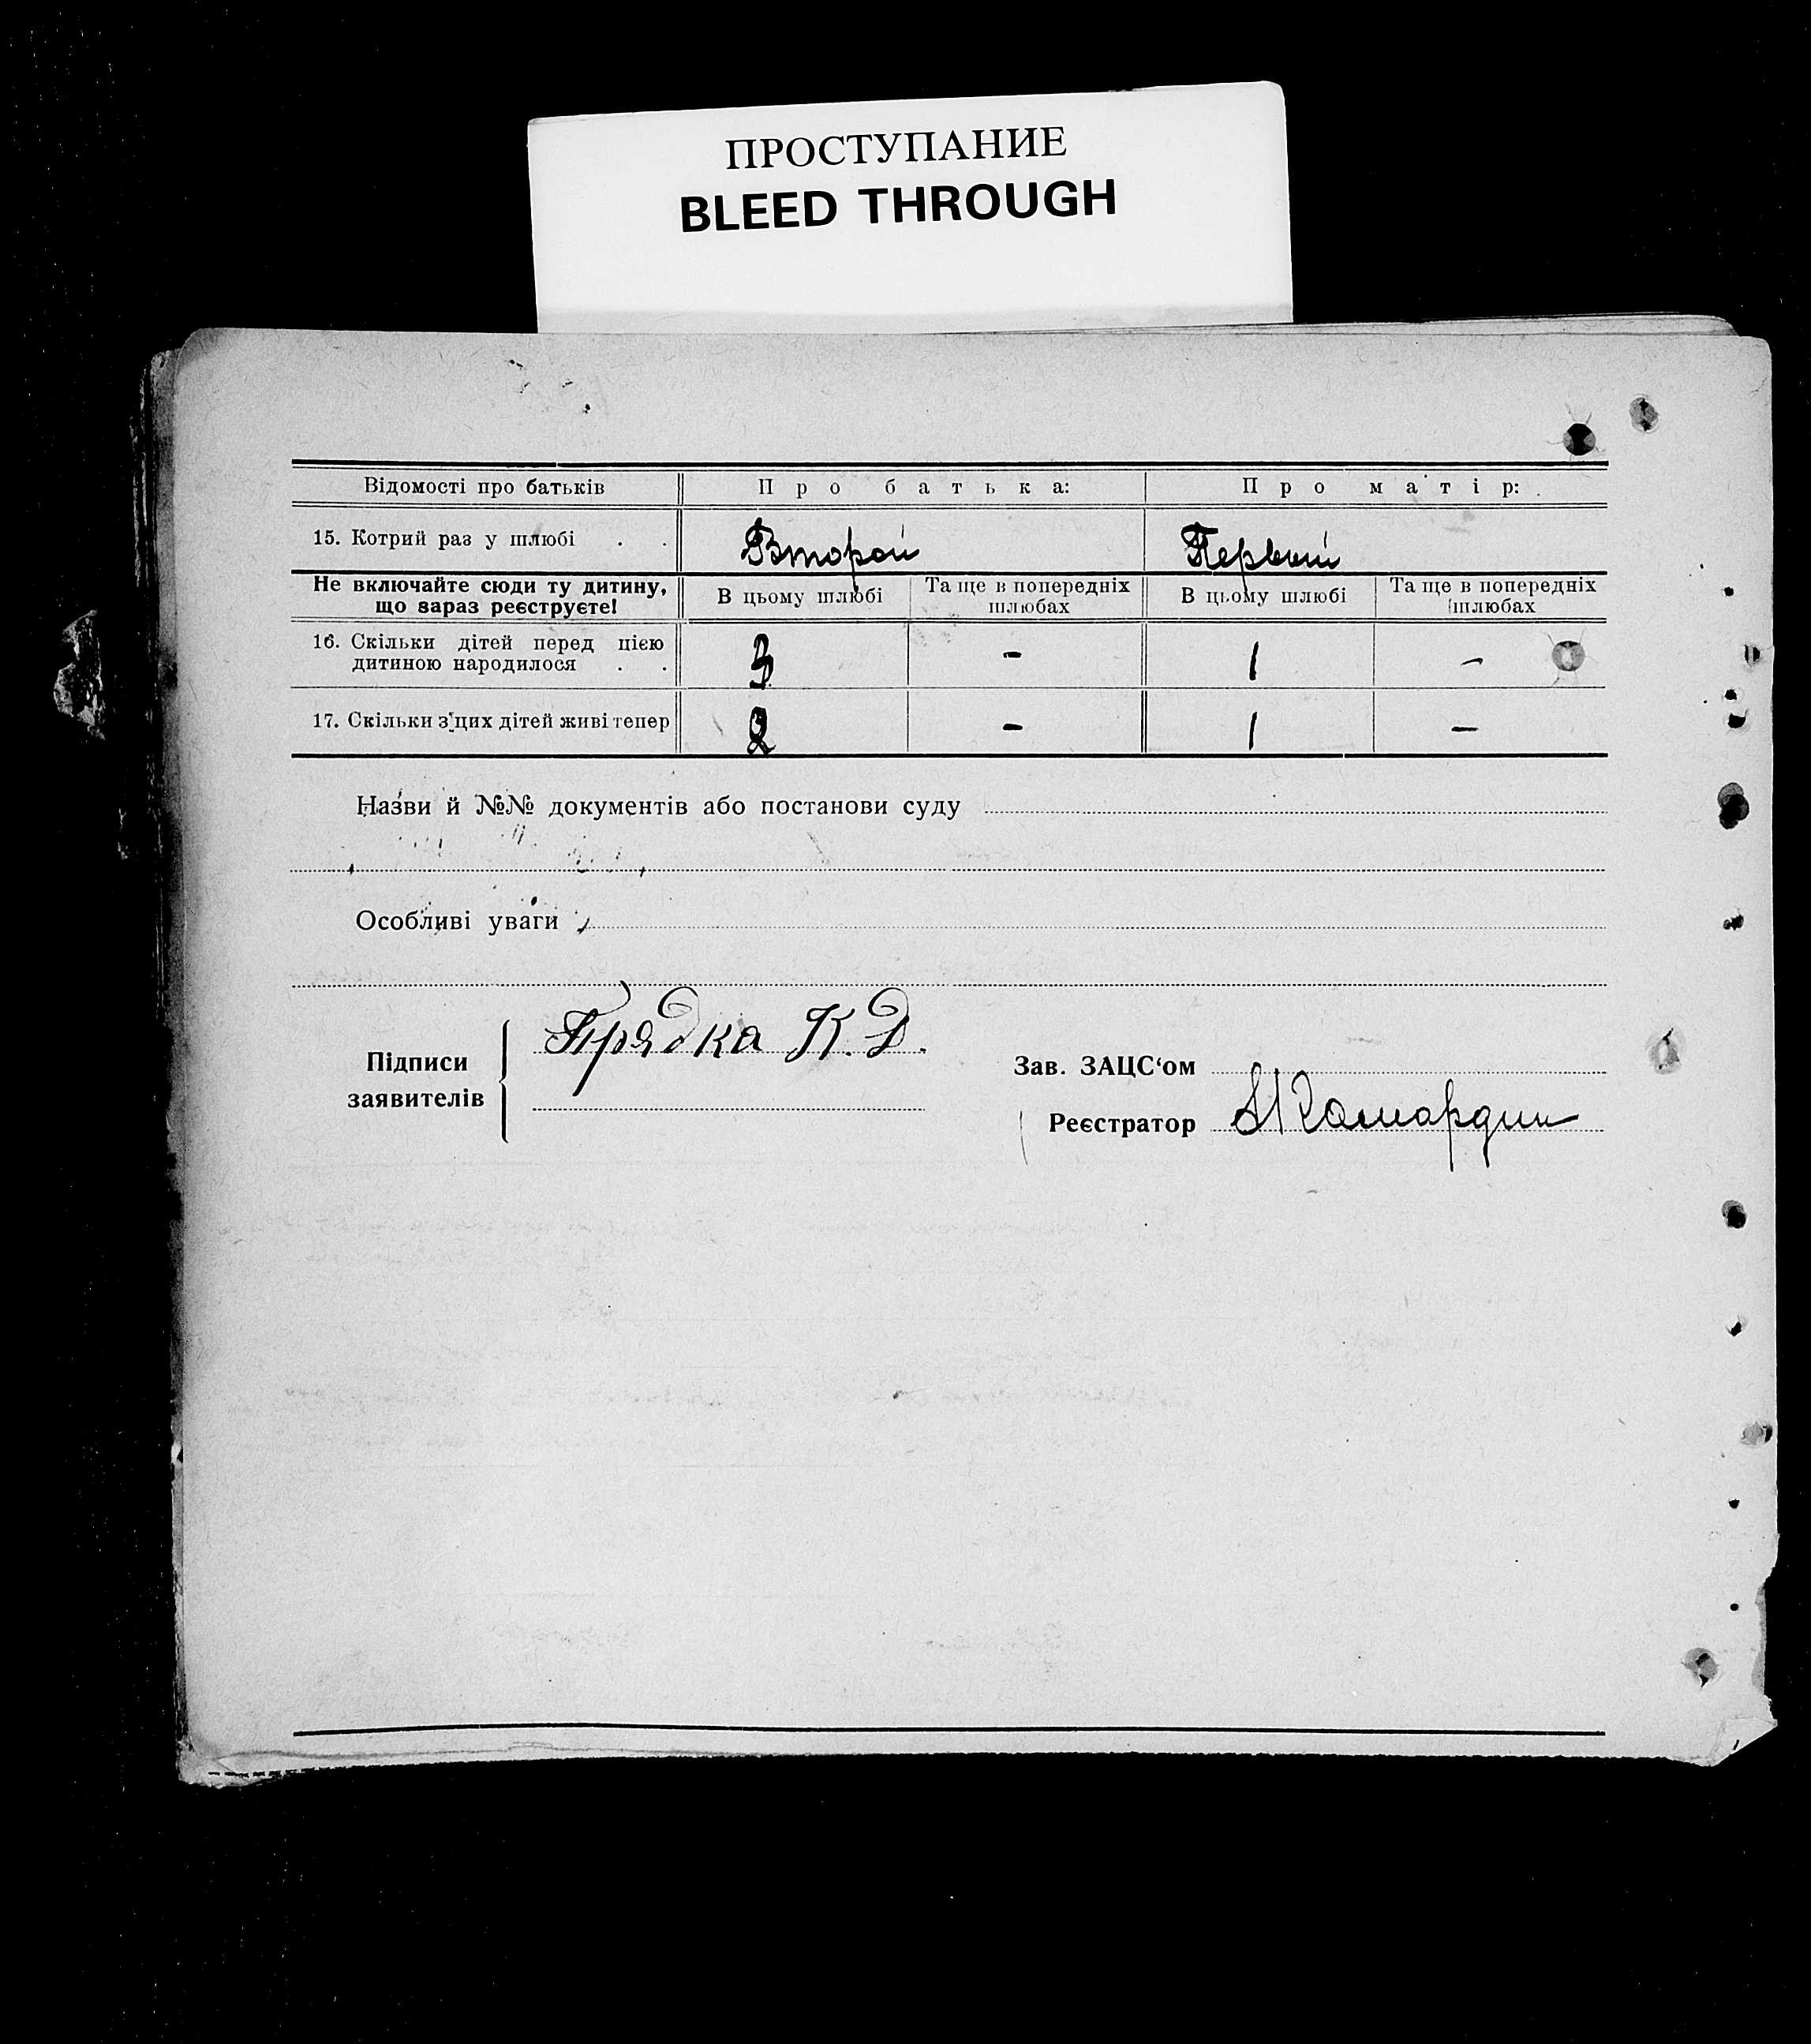 ПРОСТУПАНИЕ
BLEED THROUGH
Відомості про батьків Про батька: Про матір:
15. Котрий раз у шлюбі . . Второй Первый
Не включайте сюди ту дитину, що зараз реєструєте! В цьому шлюбі Та ще в попередніх шлюбах В цьому шлюбі Та ще в попередніх шлюбах
16. Скільки дітей перед цією
дитиною народилося . . 3 - 1 -
17. Скільки з цих дітей живі тепер 2 - 1 -
Назви й №№ документів або постанови суду
Особливі уваги
Підписи
заявителів
Прядка К. Д.
Зав. ЗАЦС'ом
Реєстратор